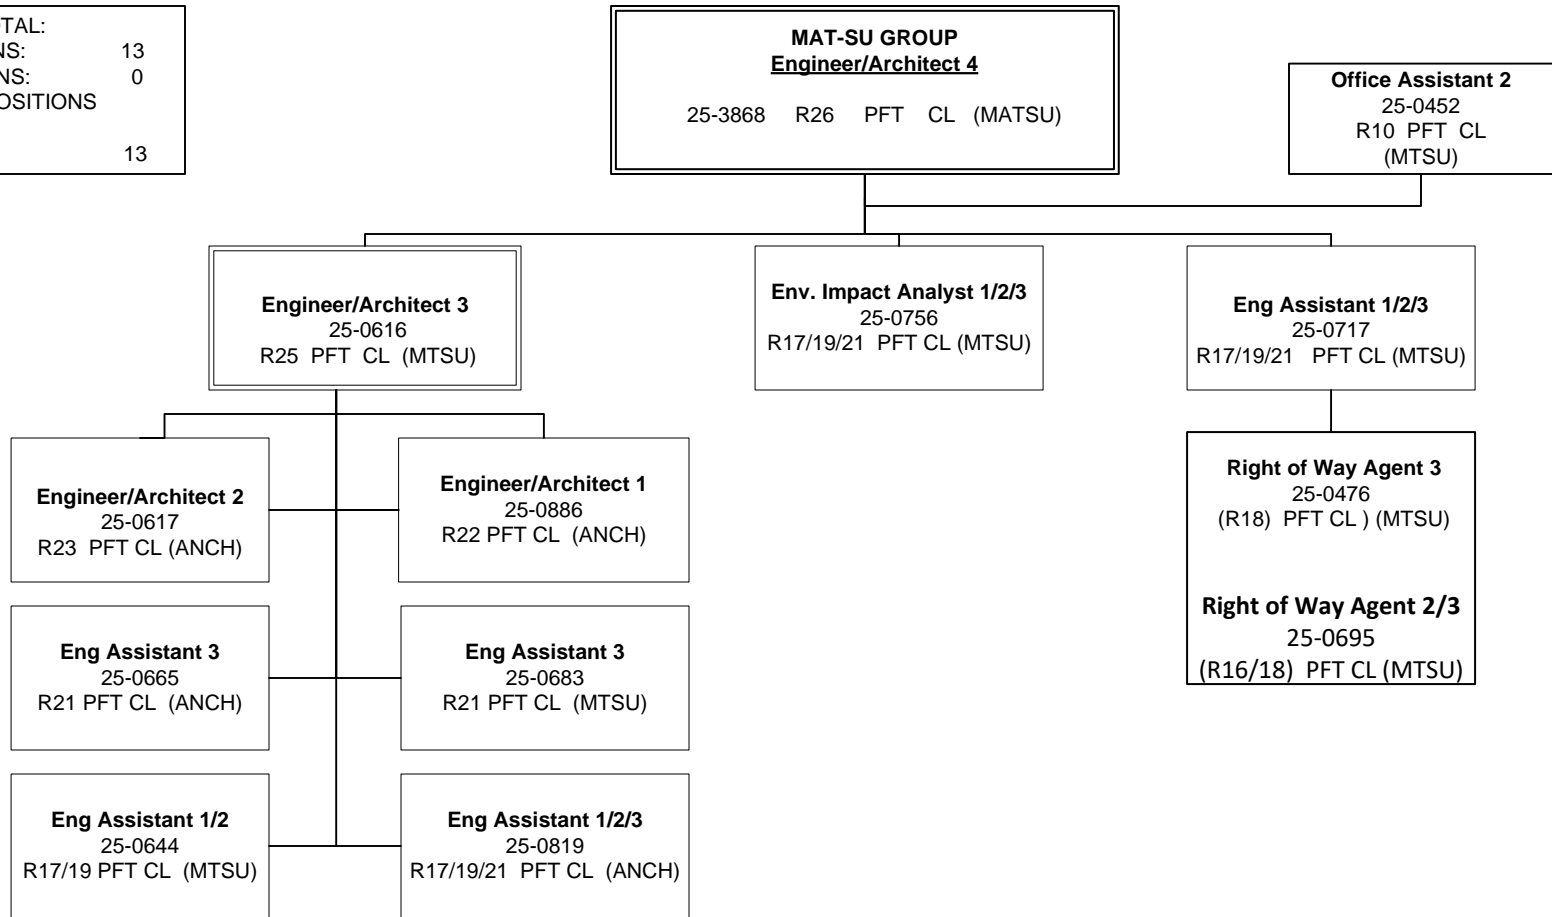 OTAL:
NS: 13
NS: 0
OSITIONS
13
MAT-SU GROUP
Engineer/Architect 4
25-3868 R26 PFT CL (MATSU)
Office Assistant 2
25-0452
R10 PFT CL
(MTSU)
Engineer/Architect 3
25-0616
R25 PFT CL (MTSU)
Env. Impact Analyst 1/2/3
25-0756
R17/19/21 PFT CL (MTSU)
Eng Assistant 1/2/3
25-0717
R17/19/21 PFT CL (MTSU)
Engineer/Architect 2
25-0617
R23 PFT CL (ANCH)
Engineer/Architect 1
25-0886
R22 PFT CL (ANCH)
Right of Way Agent 3
25-0476
(R18) PFT CL ) (MTSU)
Right of Way Agent 2/3
25-0695
(R16/18) PFT CL (MTSU)
Eng Assistant 3
25-0665
R21 PFT CL (ANCH)
Eng Assistant 3
25-0683
R21 PFT CL (MTSU)
Eng Assistant 1/2
25-0644
R17/19 PFT CL (MTSU)
Eng Assistant 1/2/3
25-0819
R17/19/21 PFT CL (ANCH)